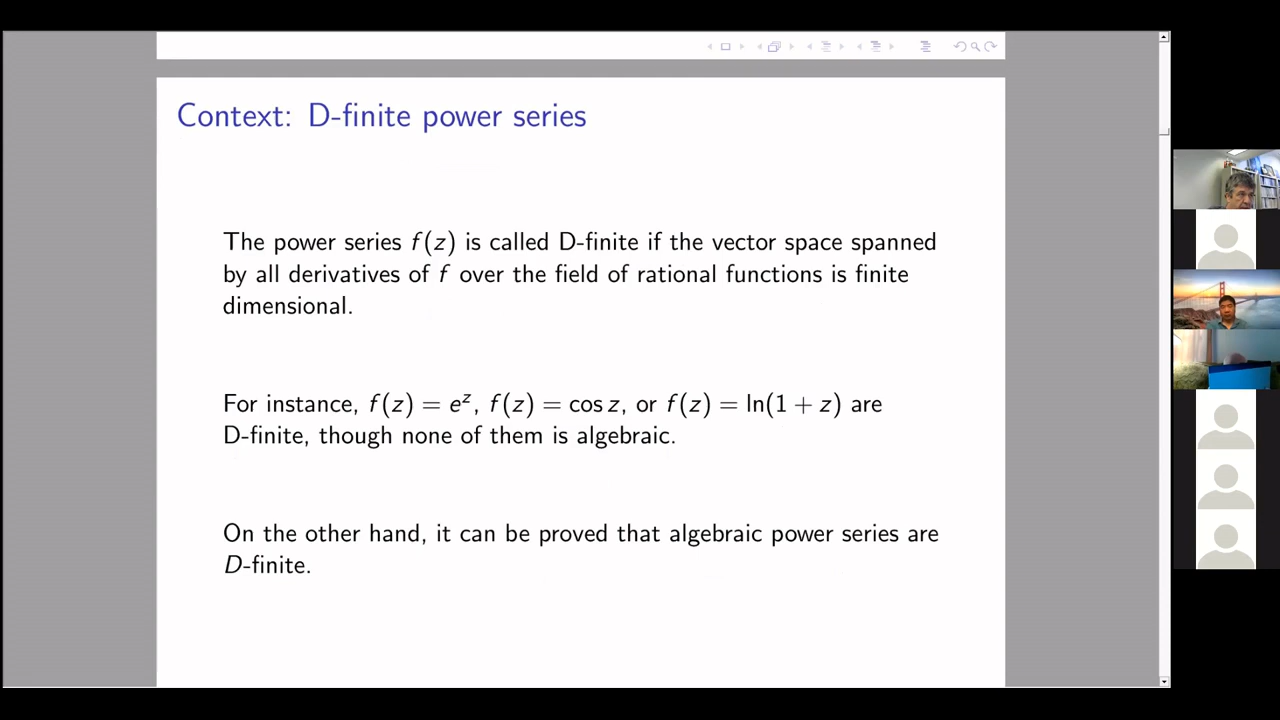 Context: D-finite power series
The power series f(z) is called D-finite if the vector space spanned
by all derivatives of f over the field of rational functions is finite
dimensional.
For instance, f(z) = e^z, f(z) = cos z, or f(z) = ln(1 + z) are
D-finite, though none of them is algebraic.
On the other hand, it can be proved that algebraic power series are
D-finite.